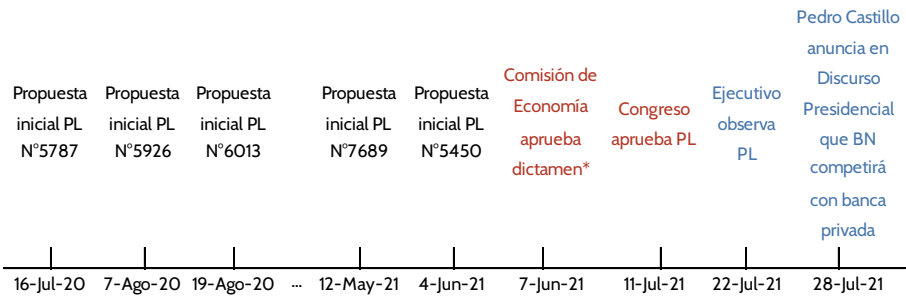 Propuesta
inicial PL
N°5787
Propuesta
inicial PL
N°5926
Propuesta
inicial PL
N°6013
Propuesta
inicial PL
N°7689
Propuesta
inicial PL
N°5450
Comisión de
Economía
aprueba
dictamen*
Congreso
aprueba PL
Ejecutivo
observa
PL
Pedro Castillo
anuncia en
Discurso
Presidencial
que BN
competirá
con banca
privada
16-Jul-20 7-Ago-20 19-Ago-20 ... 12-May-21 4-Jun-21 7-Jun-21 11-Jul-21 22-Jul-21 28-Jul-21